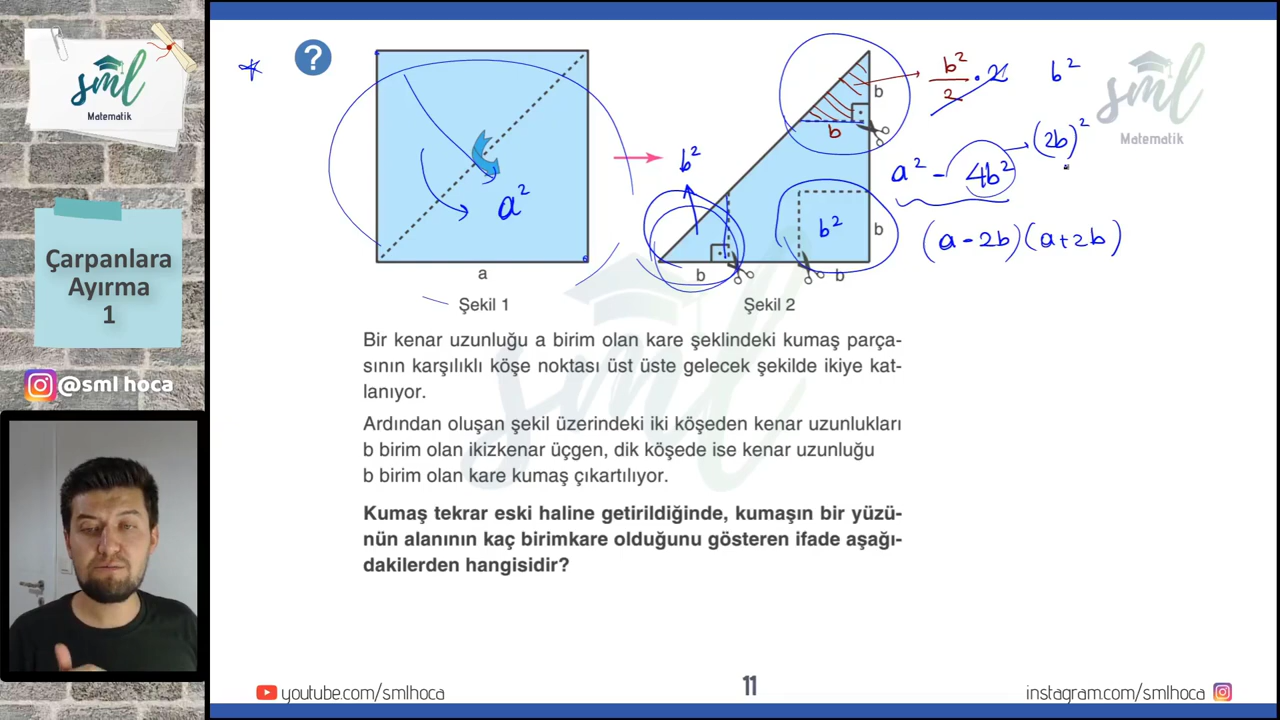 sml
Matematik
Çarpanlara
Ayırma
1
@sml hoca
?
a²
a
Şekil 1
b²
b
b
b²/2 · 2
b²
a² - 4b²
(2b)²
b²
b
(a - 2b)(a + 2b)
b
b
Şekil 2
sml
Matematik
Bir kenar uzunluğu a birim olan kare şeklindeki kumaş parça-
sının karşılıklı köşe noktası üst üste gelecek şekilde ikiye kat-
lanıyor.
Ardından oluşan şekil üzerindeki iki köşeden kenar uzunlukları
b birim olan ikizkenar üçgen, dik köşede ise kenar uzunluğu
b birim olan kare kumaş çıkartılıyor.
Kumaş tekrar eski haline getirildiğinde, kumaşın bir yüzü-
nün alanının kaç birimkare olduğunu gösteren ifade aşağı-
dakilerden hangisidir?
sml
youtube.com/smlhoca
11
instagram.com/smlhoca